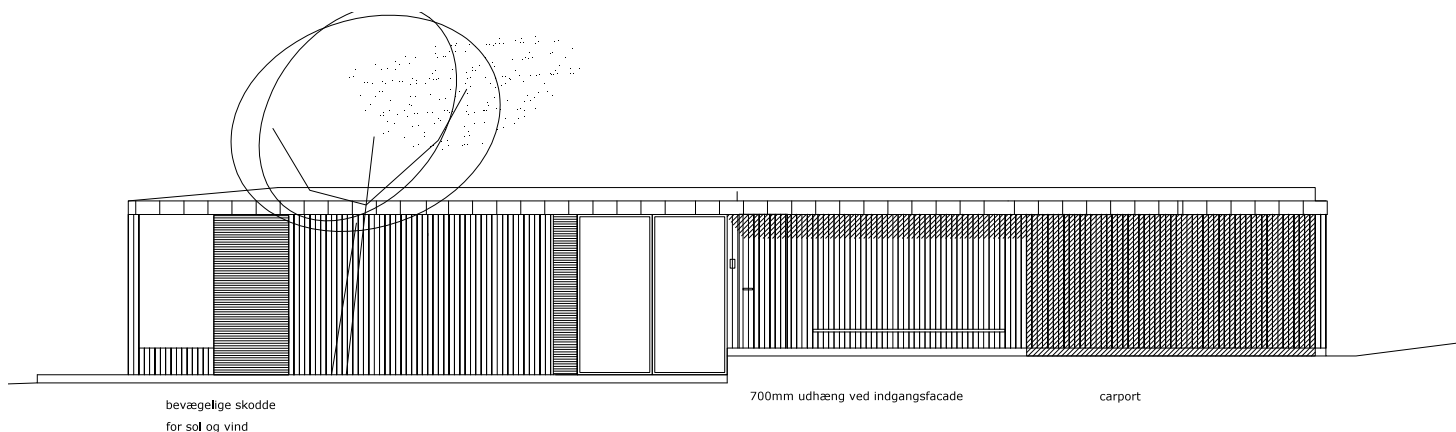 bevægelige skodde
for sol og vind
700mm udhæng ved indgangsfacade
carport